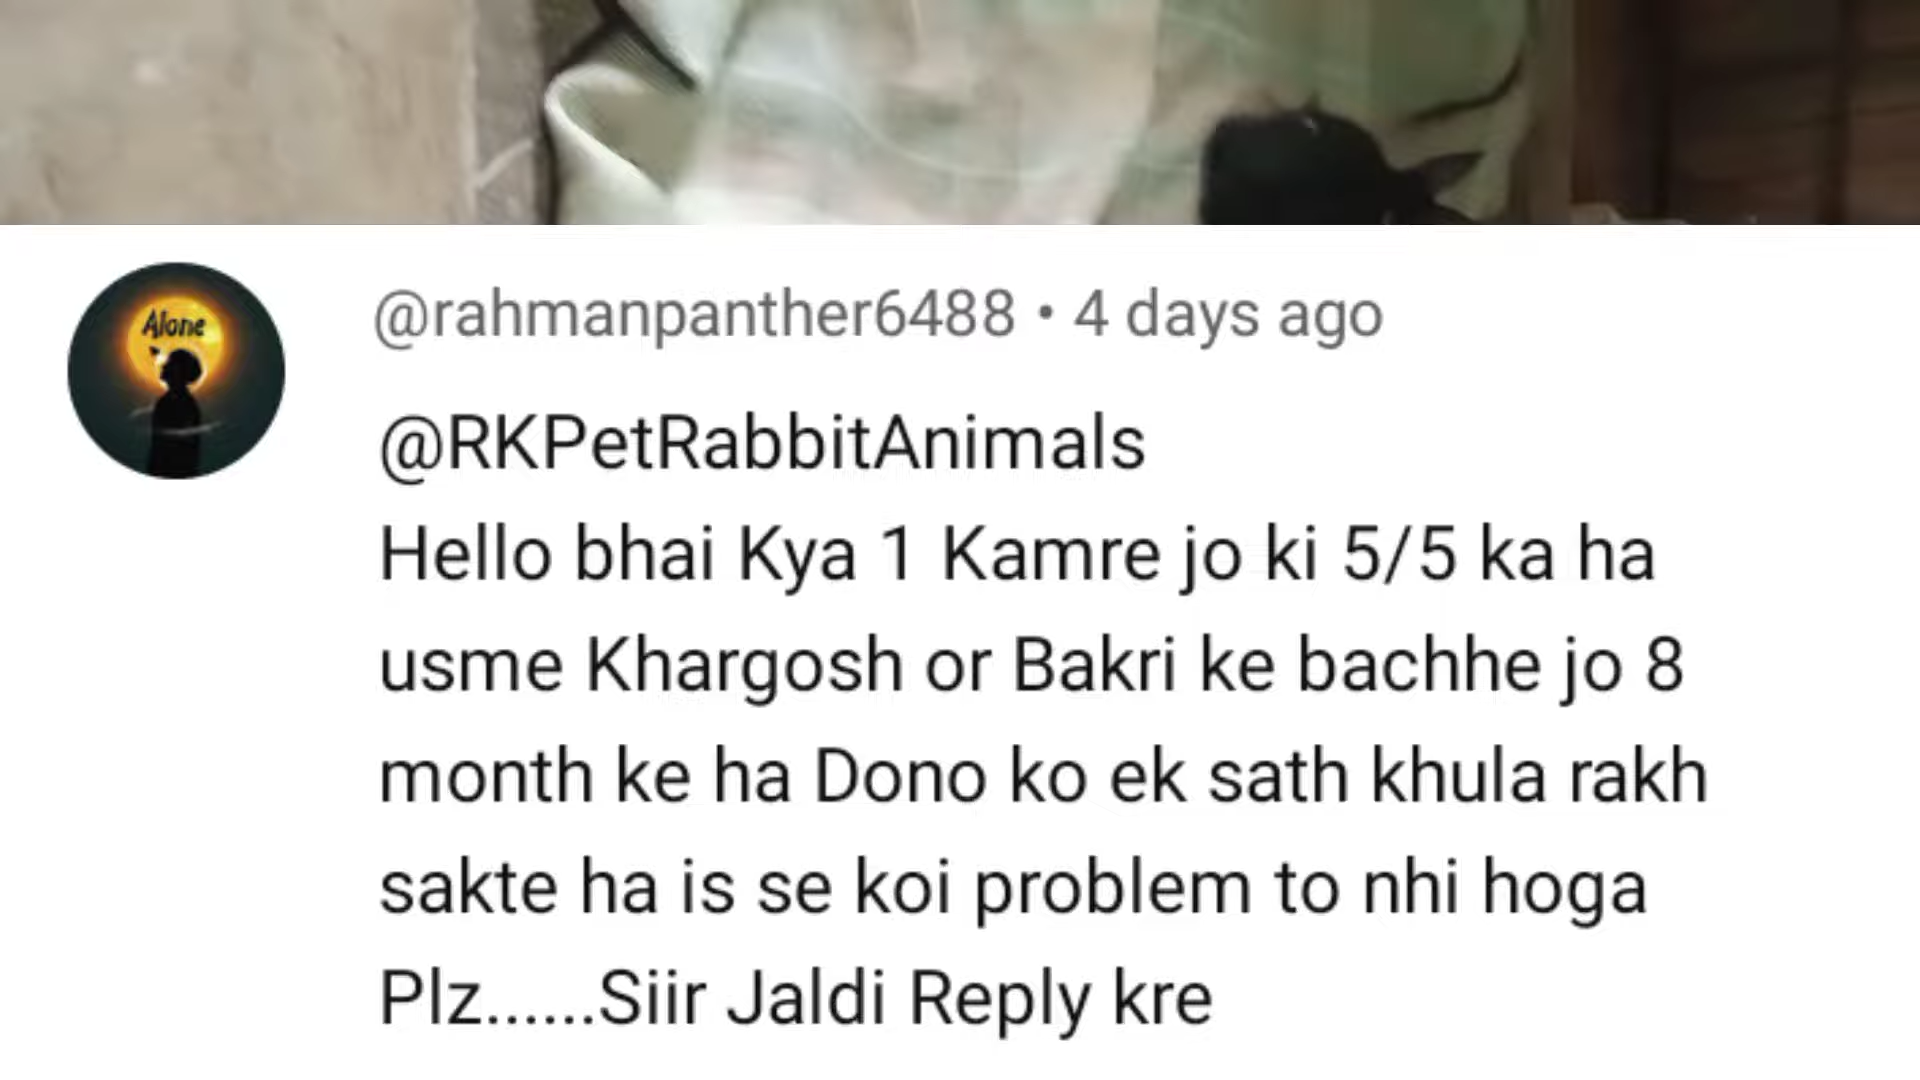 Alone
@rahmanpanther6488 • 4 days ago
@RKPetRabbitAnimals
Hello bhai Kya 1 Kamre jo ki 5/5 ka ha
usme Khargosh or Bakri ke bachhe jo 8
month ke ha Dono ko ek sath khula rakh
sakte ha is se koi problem to nhi hoga
Plz......Siir Jaldi Reply kre